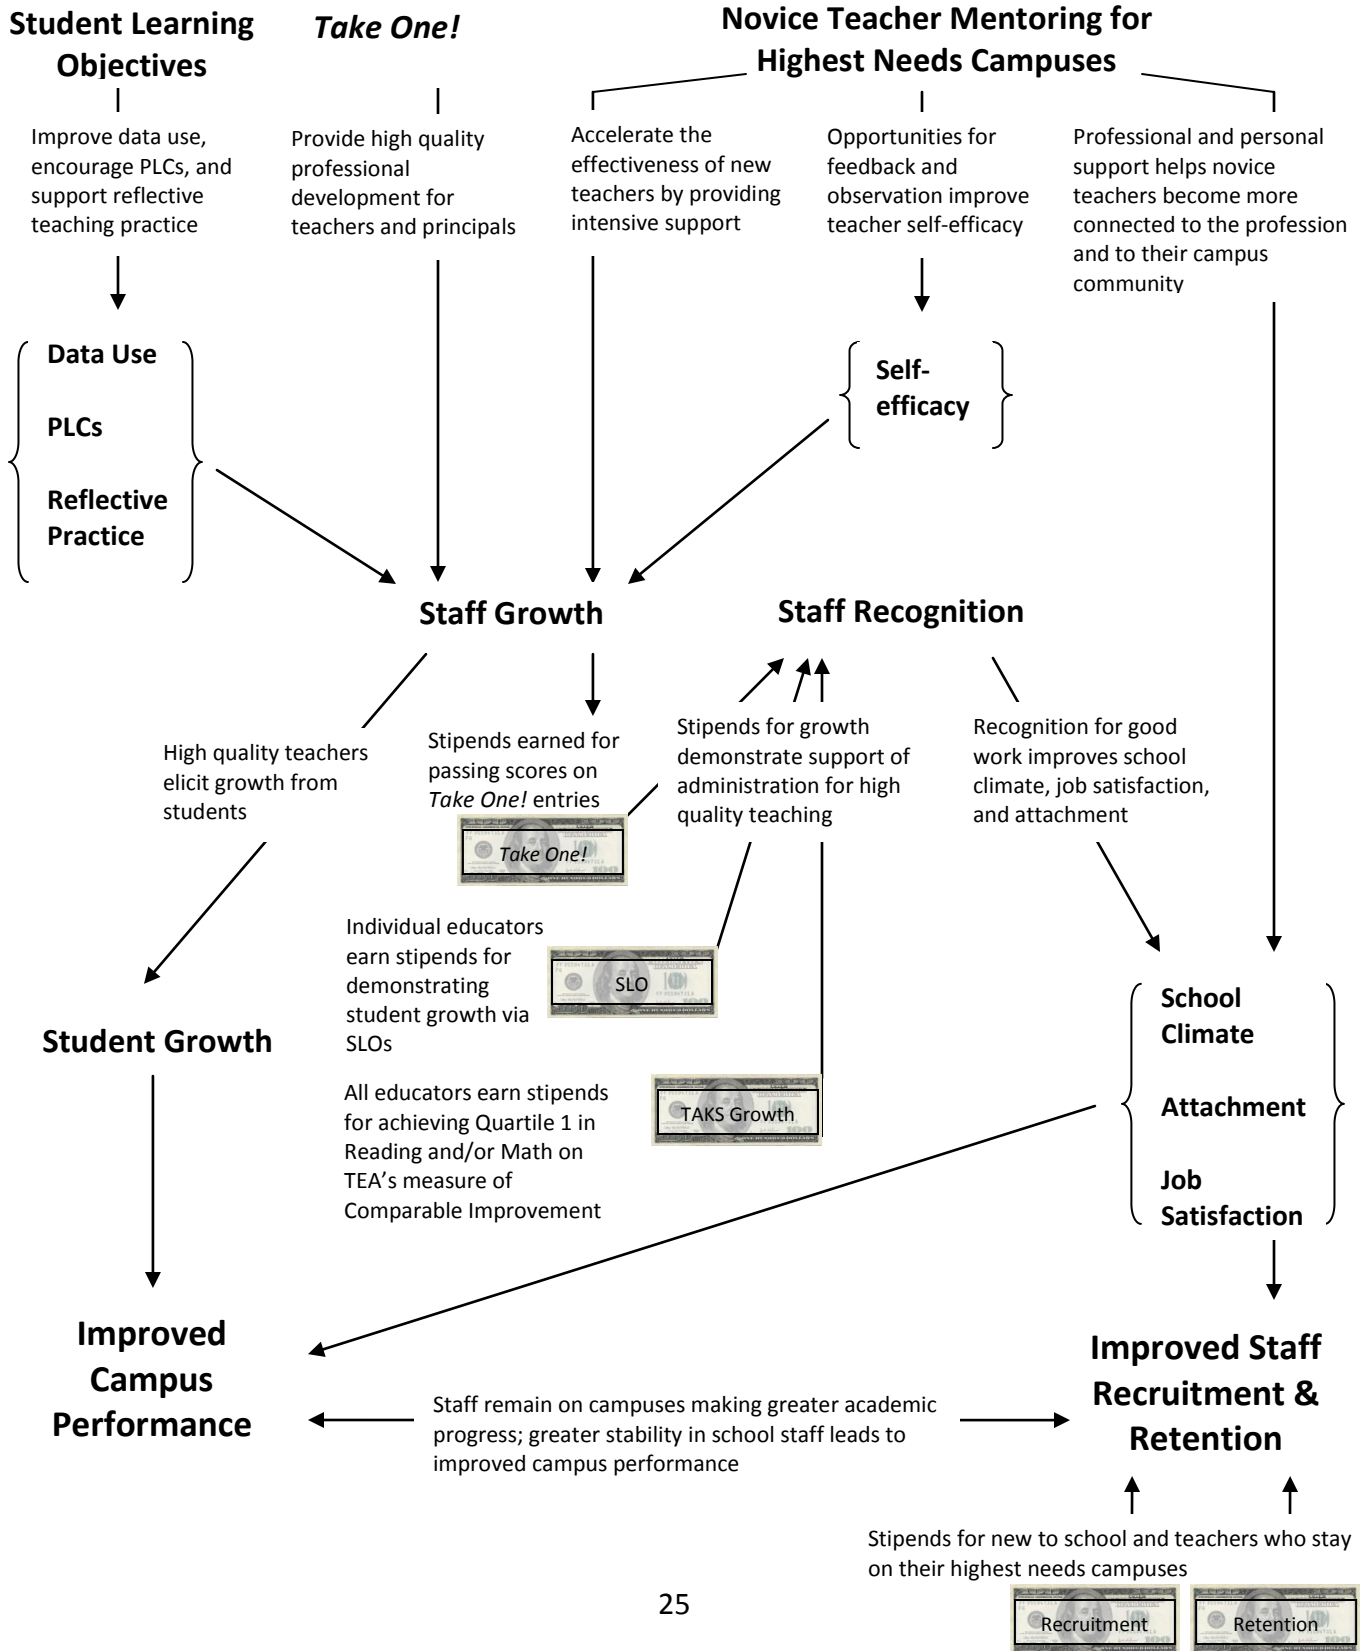 Student Learning
Objectives
Take One!
Novice Teacher Mentoring for
Highest Needs Campuses
Improve data use,
encourage PLCs, and
support reflective
teaching practice
Provide high quality
professional
development for
teachers and principals
Accelerate the
effectiveness of new
teachers by providing
intensive support
Opportunities for
feedback and
observation improve
teacher self-efficacy
Professional and personal
support helps novice
teachers become more
connected to the profession
and to their campus
community
Data Use
PLCs
Reflective
Practice
Self-
efficacy
Staff Growth
Staff Recognition
High quality teachers
elicit growth from
students
Stipends earned for
passing scores on
Take One! entries
Take One!
Stipends for growth
demonstrate support of
administration for high
quality teaching
Recognition for good
work improves school
climate, job satisfaction,
and attachment
Individual educators
earn stipends for
demonstrating
student growth via
SLOs
SLO
Student Growth
All educators earn stipends
for achieving Quartile 1 in
Reading and/or Math on
TEA’s measure of
Comparable Improvement
TAKS Growth
School
Climate
Attachment
Job
Satisfaction
Improved
Campus
Performance
Staff remain on campuses making greater academic
progress; greater stability in school staff leads to
improved campus performance
Improved Staff
Recruitment &
Retention
Stipends for new to school and teachers who stay
on their highest needs campuses
Recruitment
Retention
25